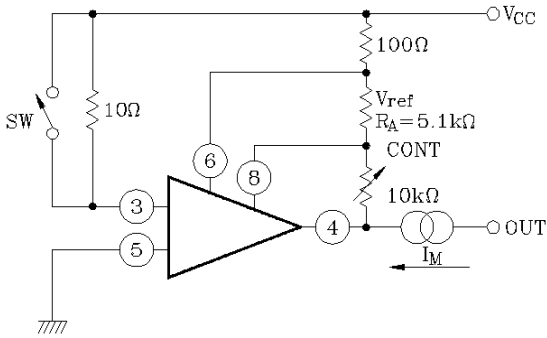 VCC
100Ω
Vref
RA=5.1kΩ
SW
10Ω
CONT
6
8
10kΩ
3
4
OUT
5
IM